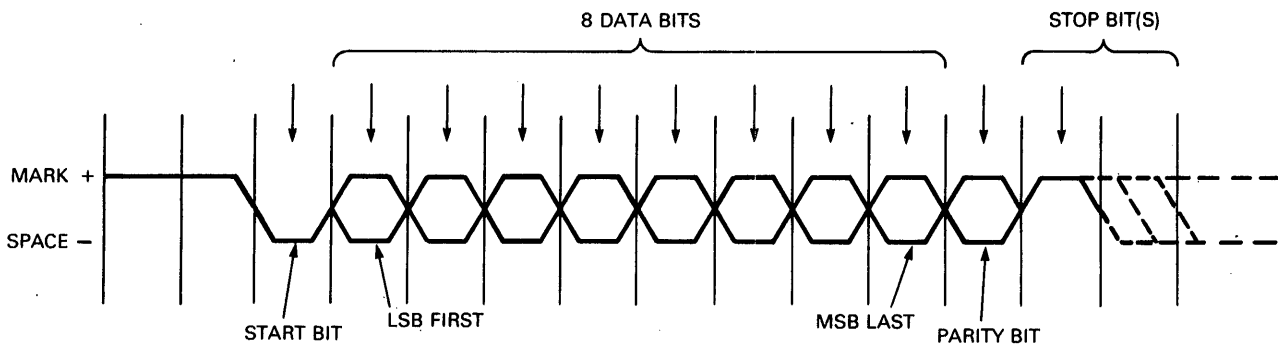 8 DATA BITS
STOP BIT(S)
MARK +
SPACE –
START BIT
LSB FIRST
MSB LAST
PARITY BIT